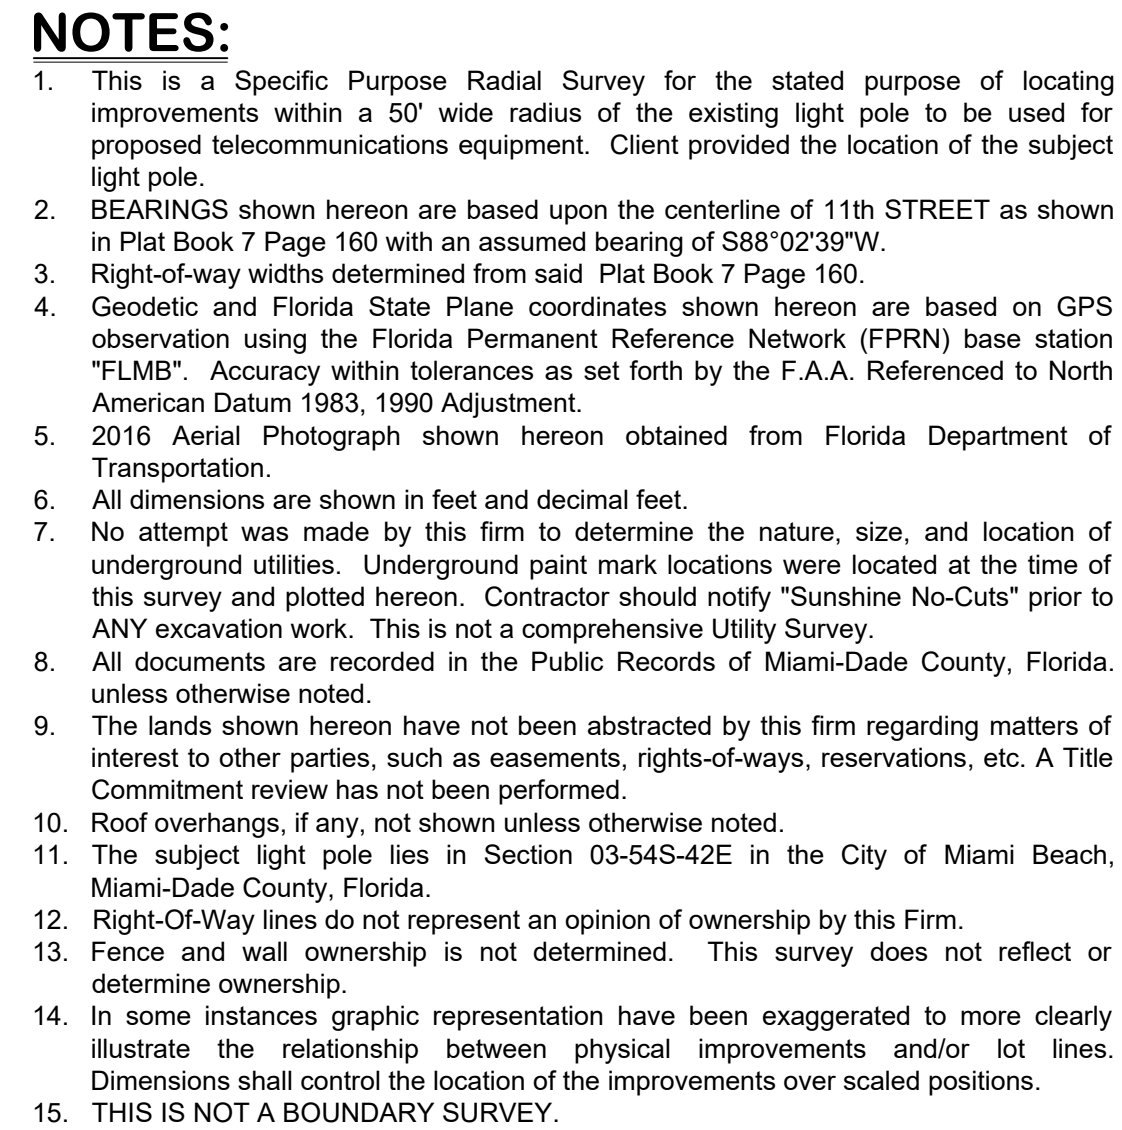 NOTES:
1. This is a Specific Purpose Radial Survey for the stated purpose of locating
improvements within a 50' wide radius of the existing light pole to be used for
proposed telecommunications equipment. Client provided the location of the subject
light pole.
2. BEARINGS shown hereon are based upon the centerline of 11th STREET as shown
in Plat Book 7 Page 160 with an assumed bearing of S88°02'39"W.
3. Right-of-way widths determined from said Plat Book 7 Page 160.
4. Geodetic and Florida State Plane coordinates shown hereon are based on GPS
observation using the Florida Permanent Reference Network (FPRN) base station
"FLMB". Accuracy within tolerances as set forth by the F.A.A. Referenced to North
American Datum 1983, 1990 Adjustment.
5. 2016 Aerial Photograph shown hereon obtained from Florida Department of
Transportation.
6. All dimensions are shown in feet and decimal feet.
7. No attempt was made by this firm to determine the nature, size, and location of
underground utilities. Underground paint mark locations were located at the time of
this survey and plotted hereon. Contractor should notify "Sunshine No-Cuts" prior to
ANY excavation work. This is not a comprehensive Utility Survey.
8. All documents are recorded in the Public Records of Miami-Dade County, Florida.
unless otherwise noted.
9. The lands shown hereon have not been abstracted by this firm regarding matters of
interest to other parties, such as easements, rights-of-ways, reservations, etc. A Title
Commitment review has not been performed.
10. Roof overhangs, if any, not shown unless otherwise noted.
11. The subject light pole lies in Section 03-54S-42E in the City of Miami Beach,
Miami-Dade County, Florida.
12. Right-Of-Way lines do not represent an opinion of ownership by this Firm.
13. Fence and wall ownership is not determined. This survey does not reflect or
determine ownership.
14. In some instances graphic representation have been exaggerated to more clearly
illustrate the relationship between physical improvements and/or lot lines.
Dimensions shall control the location of the improvements over scaled positions.
15. THIS IS NOT A BOUNDARY SURVEY.